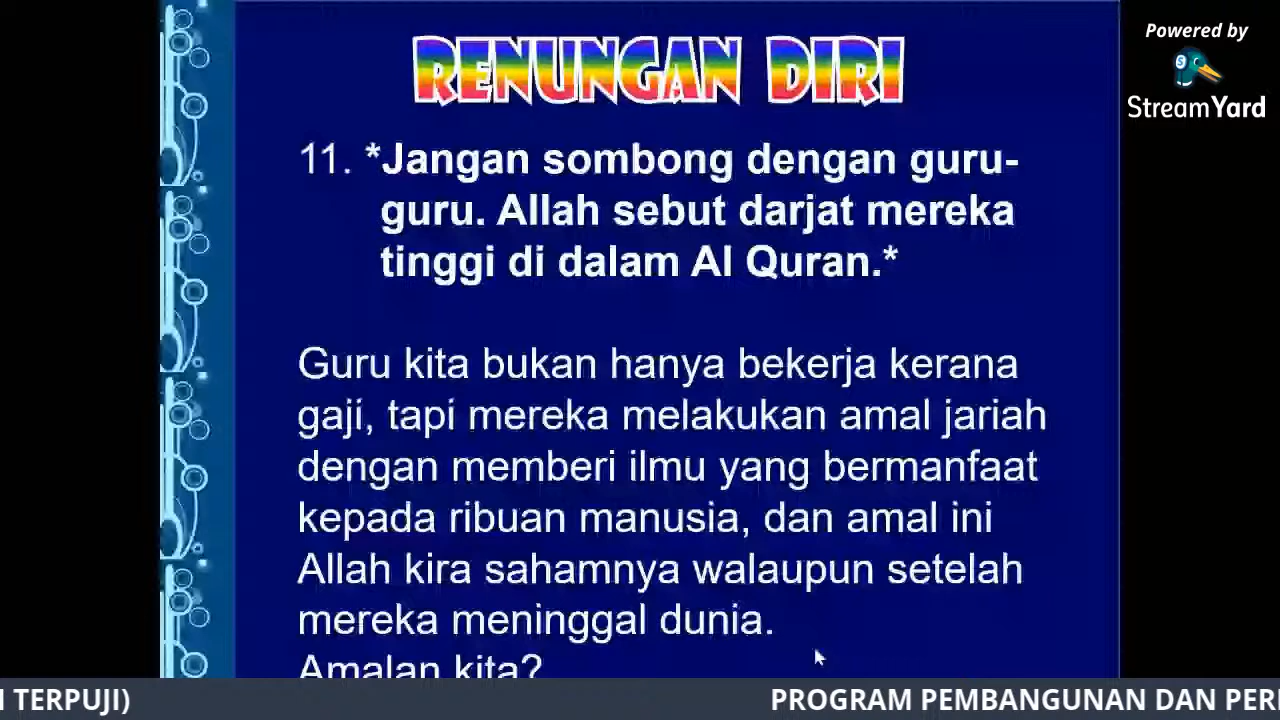 RENUNGAN DIRI
Powered by
StreamYard
11. *Jangan sombong dengan guru-
guru. Allah sebut darjat mereka
tinggi di dalam Al Quran.*
Guru kita bukan hanya bekerja kerana
gaji, tapi mereka melakukan amal jariah
dengan memberi ilmu yang bermanfaat
kepada ribuan manusia, dan amal ini
Allah kira sahamnya walaupun setelah
mereka meninggal dunia.
Amalan kita?
TERPUJI) PROGRAM PEMBANGUNAN DAN